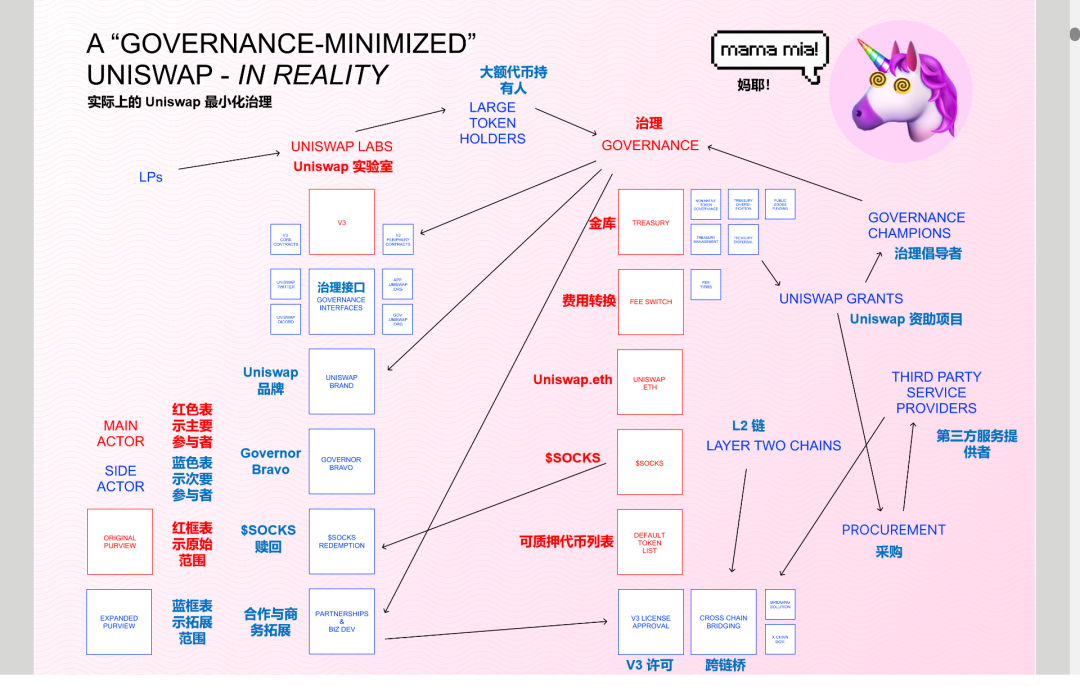 A “GOVERNANCE-MINIMIZED”
UNISWAP - IN REALITY
实际上的 Uniswap 最小化治理
mama mia!
妈耶！
大额代币持
有人
LARGE
TOKEN
HOLDERS
治理
GOVERNANCE
UNISWAP LABS
Uniswap 实验室
LPs
V3
V3
CORE
CONTRACTS
V3
PERIPHERY
CONTRACTS
金库
TREASURY
TREASURY
DIVERSI-
FICATION
PUBLIC
GOODS
FUNDING
TREASURY
MANAGEMENT
TREASURY
DISPERSAL
GOVERNANCE
CHAMPIONS
治理倡导者
UNISWAP
TWITTER
治理接口
GOVERNANCE
INTERFACES
APP
.UNISWAP
.ORG
UNISWAP
GOV
.UNISWAP
.ORG
费用转换
FEE SWITCH
FEE
UNISWAP GRANTS
Uniswap 资助项目
Uniswap
品牌
UNISWAP
BRAND
Uniswap.eth
UNISWAP
.ETH
THIRD PARTY
SERVICE
PROVIDERS
第三方服务提
供者
MAIN
ACTOR
红色表
示主要
参与者
SIDE
ACTOR
蓝色表
示次要
参与者
Governor
Bravo
GOVERNOR
BRAVO
$SOCKS
$SOCKS
L2 链
LAYER TWO CHAINS
ORIGINAL
PURVIEW
红框表
示原始
范围
$SOCKS
赎回
$SOCKS
REDEMPTION
可质押代币列表
DEFAULT
TOKEN
LIST
PROCUREMENT
采购
EXPANDED
PURVIEW
蓝框表
示拓展
范围
合作与商
务拓展
PARTNERSHIPS
&
BIZ DEV
V3 LICENSE
APPROVAL
V3 许可
CROSS CHAIN
BRIDGING
跨链桥
BRIDGING
SOLUTION